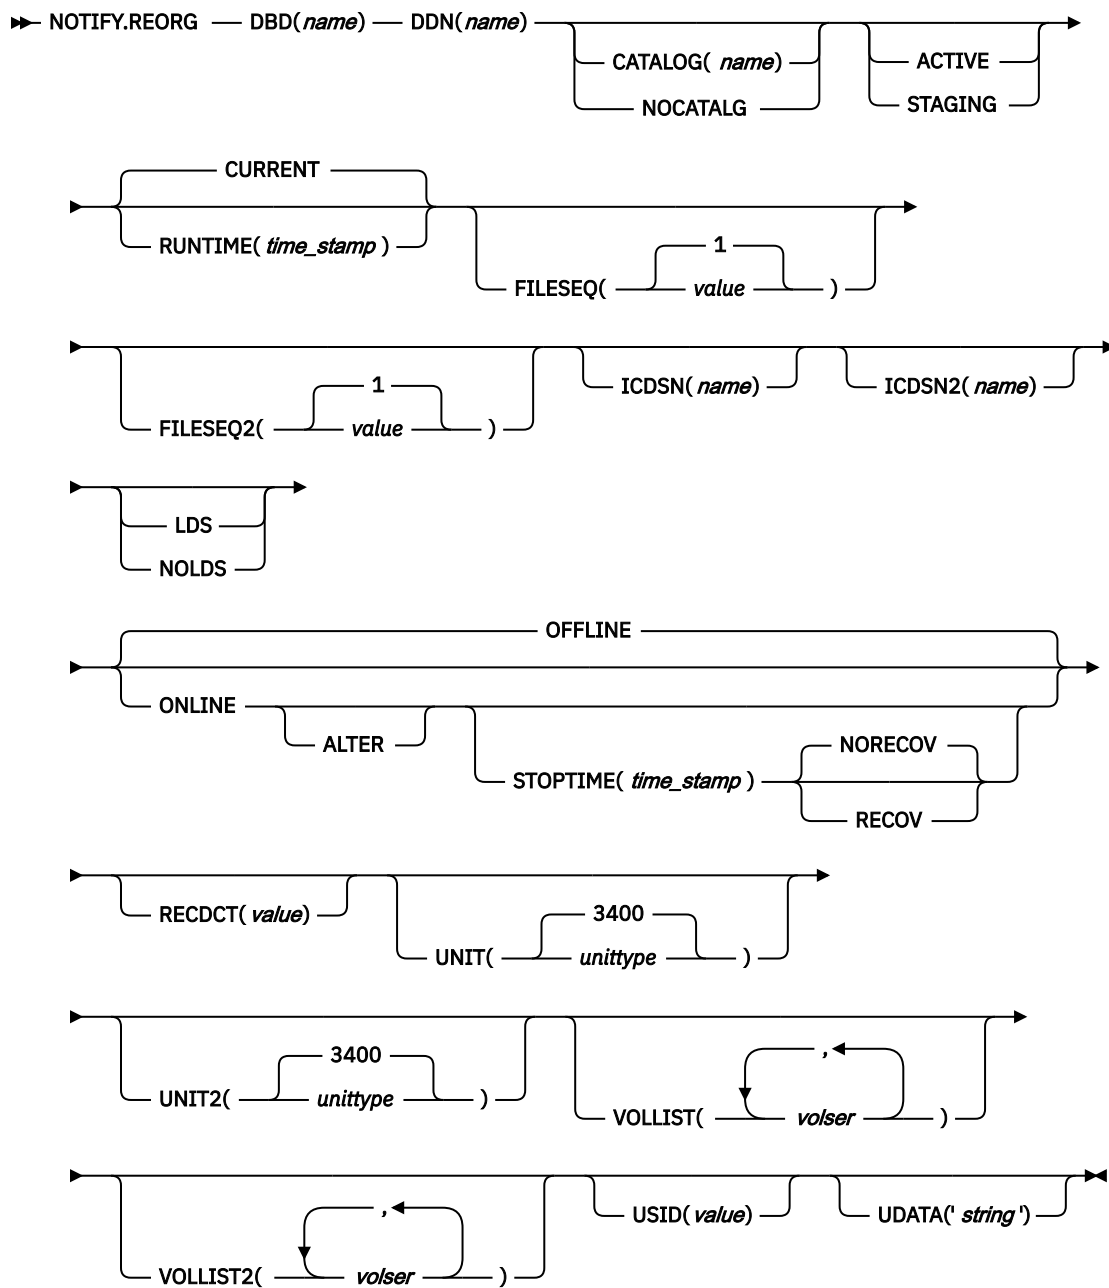 NOTIFY.REORG DBD(name) DDN(name)
CATALOG( name) ACTIVE
NOCATALG STAGING
CURRENT
RUNTIME( time_stamp )
1
FILESEQ( value )
1
FILESEQ2( value )
ICDSN( name) ICDSN2( name)
LDS
NOLDS
OFFLINE
ONLINE
ALTER NORECOV
STOPTIME( time_stamp )
RECOV
RECDCT( value) 3400
UNIT( unittype )
3400
UNIT2( unittype )
,
VOLLIST( volser )
,
VOLLIST2( volser )
USID( value) UDATA(' string ')